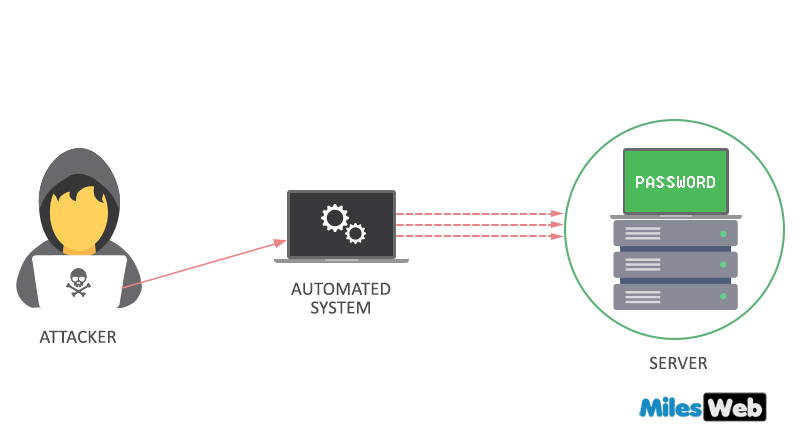 PASSWORD
AUTOMATED
SYSTEM
ATTACKER
SERVER
MilesWeb